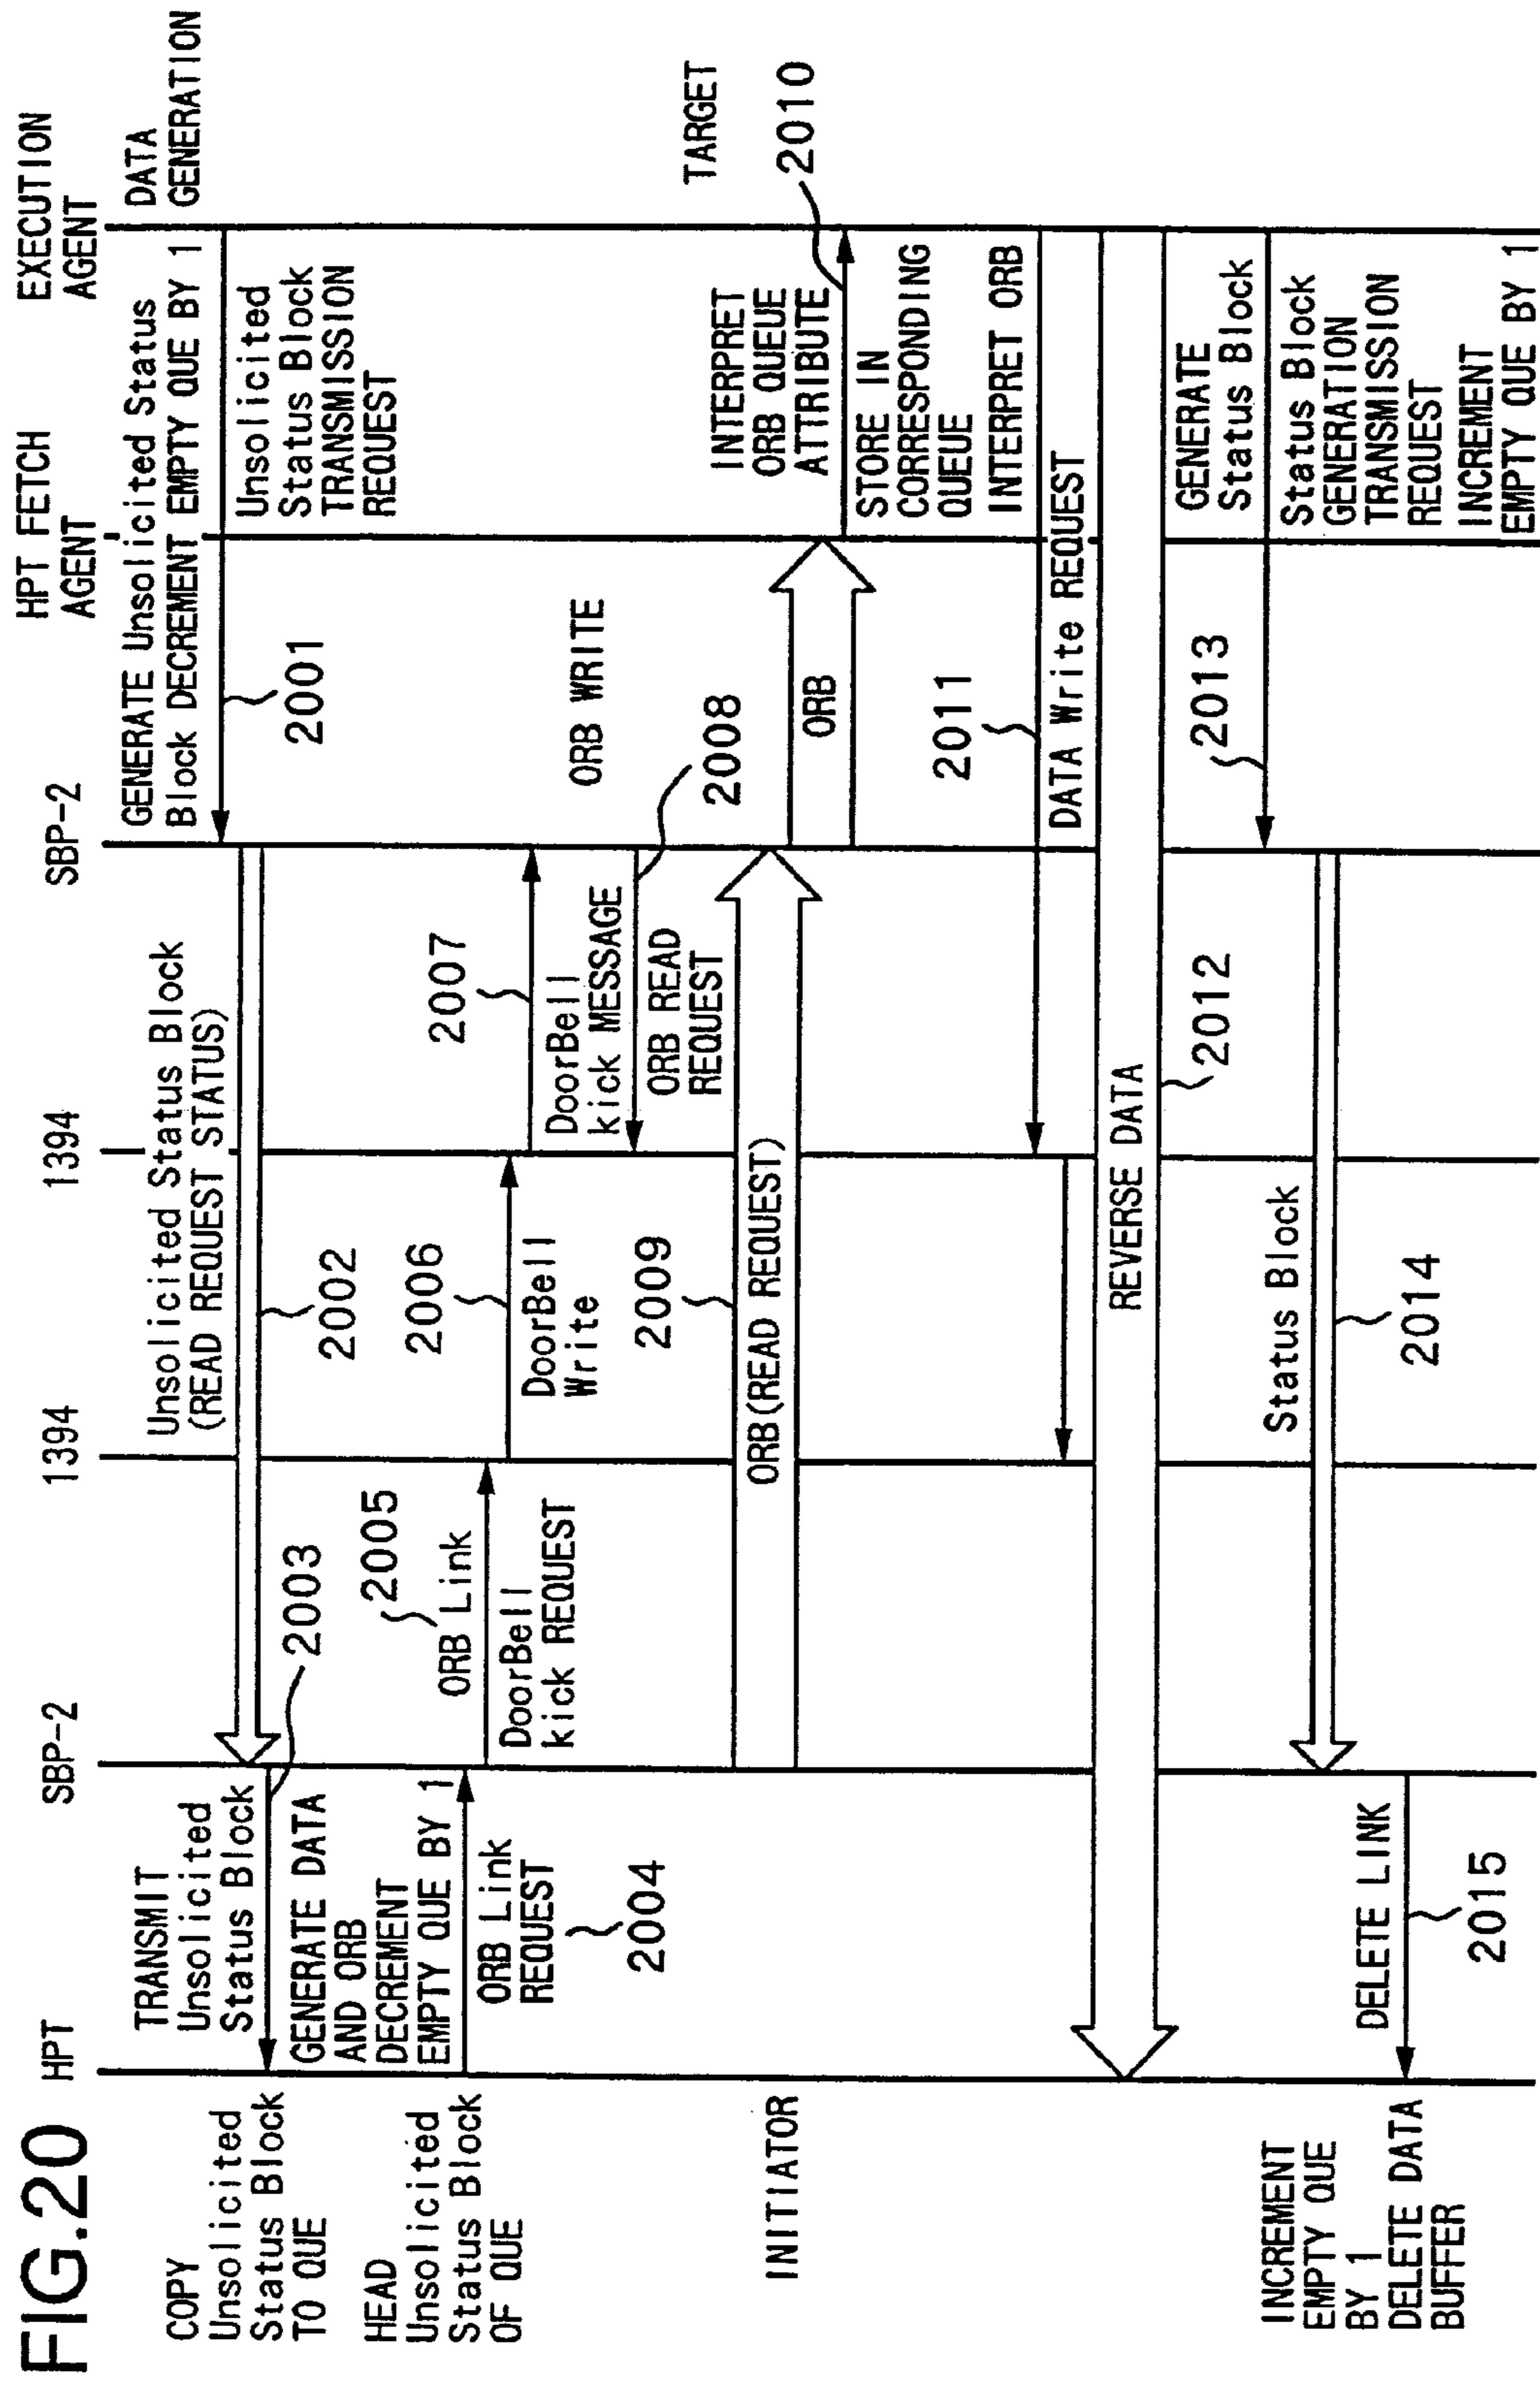 FIG.20
HPT
SBP-2
1394
1394
SBP-2
HPT FETCH
AGENT
EXECUTION
AGENT
COPY
Unsolicited
Status Block
TO QUE
HEAD
Unsolicited
Status Block
OF QUE
TRANSMIT
Unsolicited
Status Block
2003
GENERATE DATA
AND ORB
DECREMENT
EMPTY QUE BY 1
ORB Link
REQUEST
2004
Unsolicited Status Block
(READ REQUEST STATUS)
2002
2005
ORB Link
DoorBell
kick REQUEST
2006
DoorBell
Write
2007
DoorBell
kick MESSAGE
ORB READ
REQUEST
2008
GENERATE Unsolicited Status
Block DECREMENT EMPTY QUE BY 1
DATA
GENERATION
2001
Unsolicited
Status Block
TRANSMISSION
REQUEST
ORB WRITE
INITIATOR
TARGET
2009
ORB(READ REQUEST)
ORB
INTERPRET
ORB QUEUE
ATTRIBUTE
2010
STORE IN
CORRESPONDING
QUEUE
INTERPRET ORB
2011
DATA Write REQUEST
REVERSE DATA
2012
GENERATE
Status Block
2013
Status Block
GENERATION
TRANSMISSION
REQUEST
INCREMENT
EMPTY QUE BY 1
Status Block
2014
DELETE LINK
2015
INCREMENT
EMPTY QUE
BY 1
DELETE DATA
BUFFER